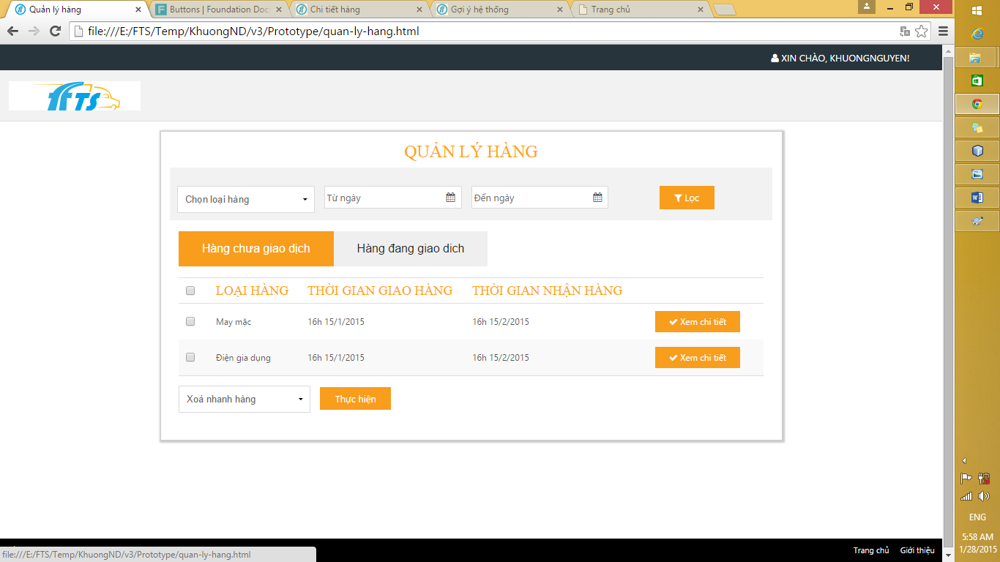 Quản lý hàng
Buttons | Foundation Doc
Chi tiết hàng
Gợi ý hệ thống
Trang chủ
file:///E:/FTS/Temp/KhuongND/v3/Prototype/quan-ly-hang.html
XIN CHÀO, KHUONGNGUYEN!
FTS
QUẢN LÝ HÀNG
Chọn loại hàng
Từ ngày
Đến ngày
Lọc
Hàng chưa giao dịch
Hàng đang giao dich
LOẠI HÀNG THỜI GIAN GIAO HÀNG THỜI GIAN NHẬN HÀNG
May mặc 16h 15/1/2015 16h 15/2/2015 Xem chi tiết
Điện gia dụng 16h 15/1/2015 16h 15/2/2015 Xem chi tiết
Xoá nhanh hàng
Thực hiện
Trang chủ Giới thiệu
file:///E:/FTS/Temp/KhuongND/v3/Prototype/quan-ly-hang.html
ENG
5:58 AM
1/28/2015